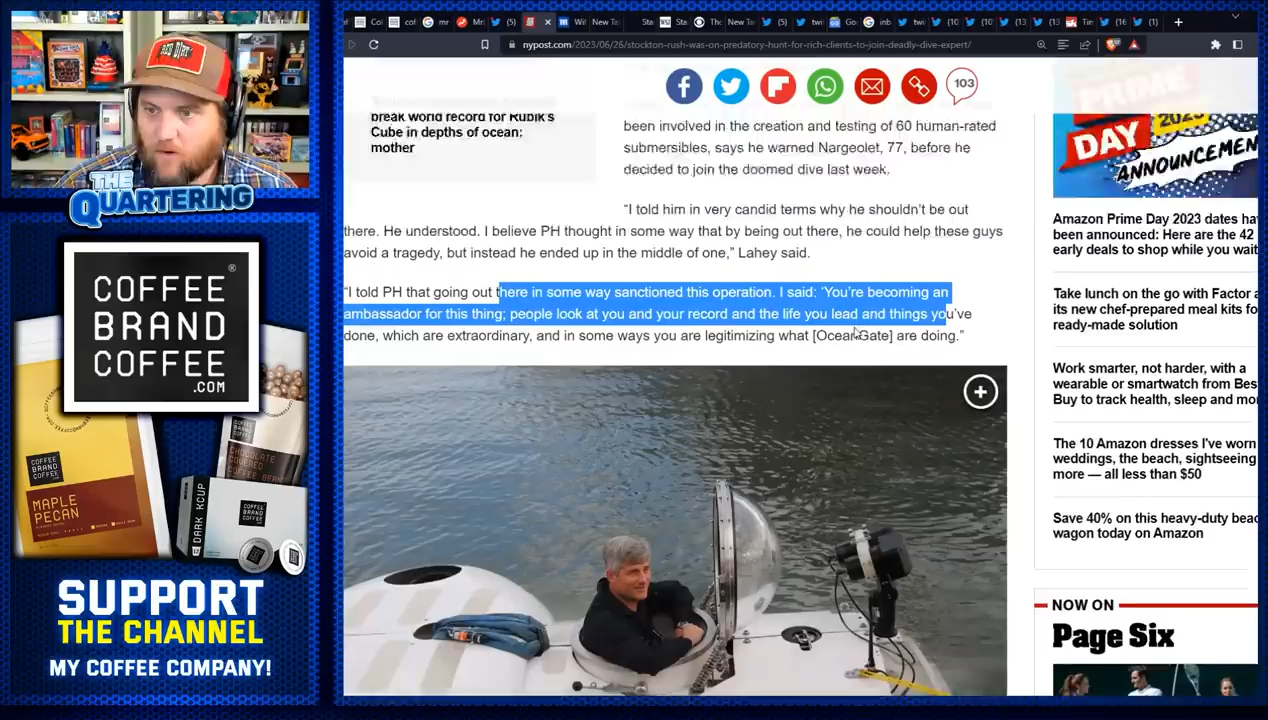 RED DIRT
THE
QUARTERING
COFFEE
BRAND
COFFEE®
.COM
COFFEE
BRAND
COFFEE
MAPLE
PECAN
COFFEE
BRAND
COFFEE
CHOCOLATE
COVERED
COFFEE
DARK KCUP
COFFEE
BRAND
COFFEE
SUPPORT
THE CHANNEL
MY COFFEE COMPANY!
nypost.com/2023/06/26/stockton-rush-was-on-predatory-hunt-for-rich-clients-to-join-deadly-dive-expert/
break world record for Rubik's
Cube in depths of ocean:
mother
103
been involved in the creation and testing of 60 human-rated
submersibles, says he warned Nargeolet, 77, before he
decided to join the doomed dive last week.
“I told him in very candid terms why he shouldn’t be out
there. He understood. I believe PH thought in some way that by being out there, he could help these guys
avoid a tragedy, but instead he ended up in the middle of one,” Lahey said.
“I told PH that going out there in some way sanctioned this operation. I said: ‘You’re becoming an
ambassador for this thing; people look at you and your record and the life you lead and things you’ve
done, which are extraordinary, and in some ways you are legitimizing what [OceanGate] are doing.”
PRIME
DAY 2023
ANNOUNCEMEN
Amazon Prime Day 2023 dates ha
been announced: Here are the 42
early deals to shop while you wait
Take lunch on the go with Factor a
its new chef-prepared meal kits fo
ready-made solution
Work smarter, not harder, with a
wearable or smartwatch from Bes
Buy to track health, sleep and mo
The 10 Amazon dresses I've worn
weddings, the beach, sightseeing
more — all less than $50
Save 40% on this heavy-duty beac
wagon today on Amazon
NOW ON
Page Six